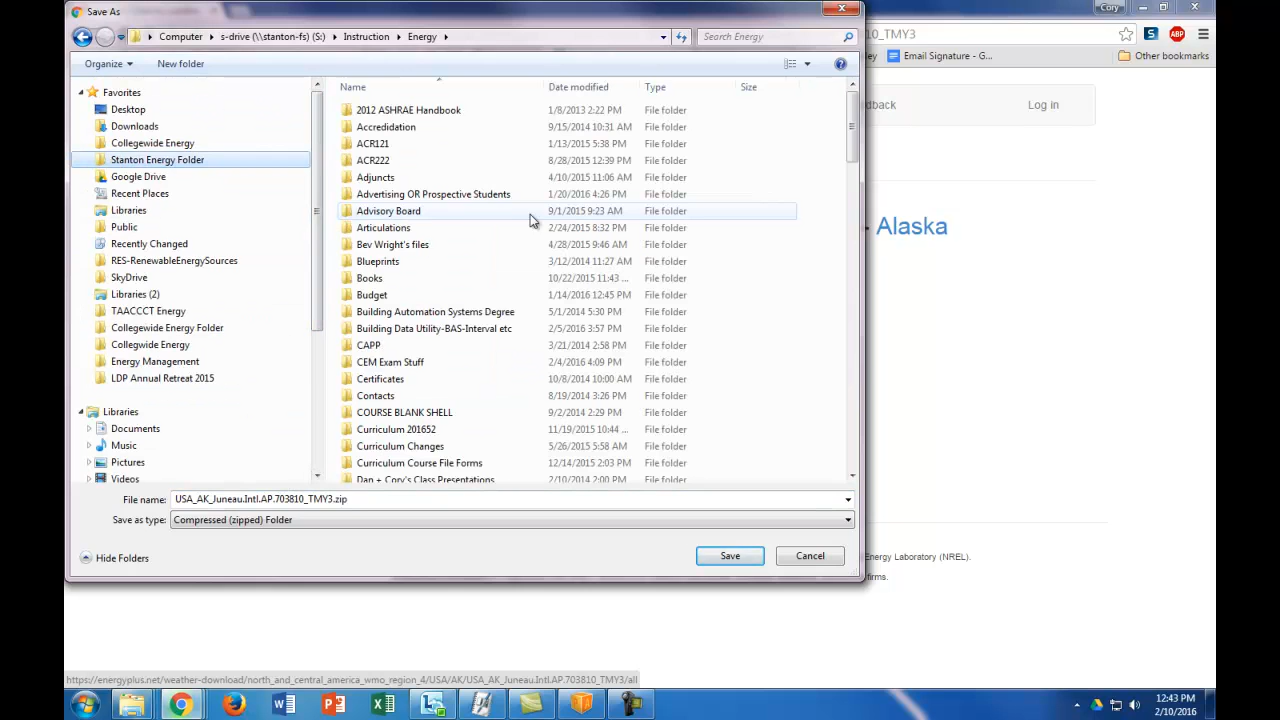 Save As
Cory
Computer
s-drive (\\stanton-fs) (S:)
Instruction
Energy
Search Energy
10_TMY3
Organize
New folder
ley
Email Signature - G...
Other bookmarks
Name
Date modified
Type
Size
Favorites
Desktop
Downloads
Collegewide Energy
Stanton Energy Folder
Google Drive
Recent Places
Libraries
Public
Recently Changed
RES-RenewableEnergySources
SkyDrive
Libraries (2)
TAACCCT Energy
Collegewide Energy Folder
Collegwide Energy
Energy Management
LDP Annual Retreat 2015
Libraries
Documents
Music
Pictures
Videos
2012 ASHRAE Handbook 1/8/2013 2:22 PM File folder
Accredidation 9/15/2014 10:31 AM File folder
ACR121 1/13/2015 5:38 PM File folder
ACR222 8/28/2015 12:39 PM File folder
Adjuncts 4/10/2015 11:06 AM File folder
Advertising OR Prospective Students 1/20/2016 4:26 PM File folder
Advisory Board 9/1/2015 9:23 AM File folder
Articulations 2/24/2015 8:32 PM File folder
Bev Wright's files 4/28/2015 9:46 AM File folder
Blueprints 3/12/2014 11:27 AM File folder
Books 10/22/2015 11:43 ... File folder
Budget 1/14/2016 12:45 PM File folder
Building Automation Systems Degree 5/1/2014 5:30 PM File folder
Building Data Utility-BAS-Interval etc 2/5/2016 3:57 PM File folder
CAPP 3/21/2014 2:58 PM File folder
CEM Exam Stuff 2/4/2016 4:09 PM File folder
Certificates 10/8/2014 10:00 AM File folder
Contacts 8/19/2014 3:26 PM File folder
COURSE BLANK SHELL 9/2/2014 2:29 PM File folder
Curriculum 201652 11/19/2015 10:44 ... File folder
Curriculum Changes 5/26/2015 5:58 AM File folder
Curriculum Course File Forms 12/14/2015 2:03 PM File folder
Dan + Cory's Class Presentations 2/10/2014 2:00 PM File folder
dback
Log in
Alaska
File name: USA_AK_Juneau.Intl.AP.703810_TMY3.zip
Save as type: Compressed (zipped) Folder
Hide Folders
Save
Cancel
Energy Laboratory (NREL).
firms.
https://energyplus.net/weather-download/north_and_central_america_wmo_region_4/USA/AK/USA_AK_Juneau.Intl.AP.703810_TMY3/all
12:43 PM
2/10/2016
S
ABP